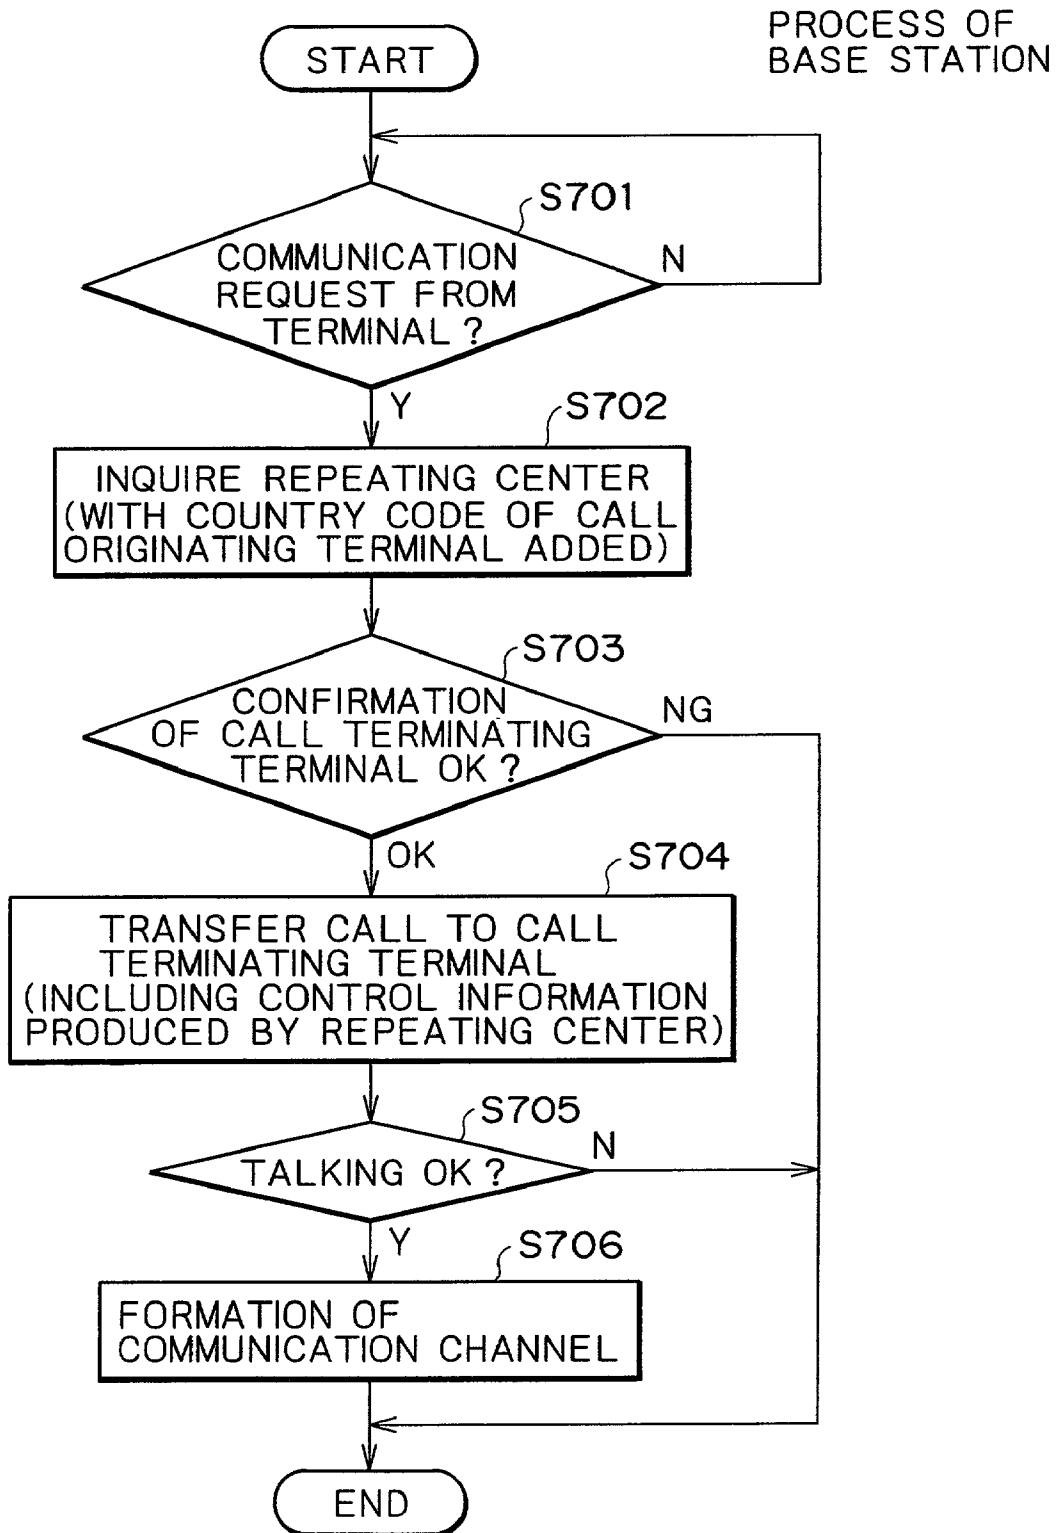 PROCESS OF
BASE STATION
START
S701
COMMUNICATION
REQUEST FROM
TERMINAL ?
N
Y
S702
INQUIRE REPEATING CENTER
(WITH COUNTRY CODE OF CALL
ORIGINATING TERMINAL ADDED)
S703
CONFIRMATION
OF CALL TERMINATING
TERMINAL OK ?
NG
OK
S704
TRANSFER CALL TO CALL
TERMINATING TERMINAL
(INCLUDING CONTROL INFORMATION
PRODUCED BY REPEATING CENTER)
S705
TALKING OK ?
N
Y
S706
FORMATION OF
COMMUNICATION CHANNEL
END